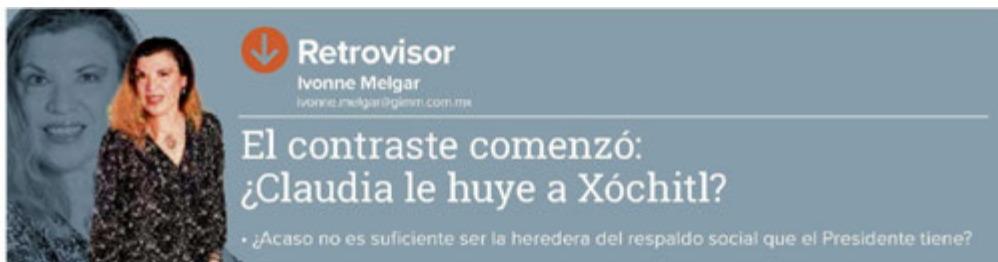 Retrovisor
Ivonne Melgar
ivonne.melgar@gimm.com.mx
El contraste comenzó:
¿Claudia le huye a Xóchitl?
• ¿Acaso no es suficiente ser la heredera del respaldo social que el Presidente tiene?